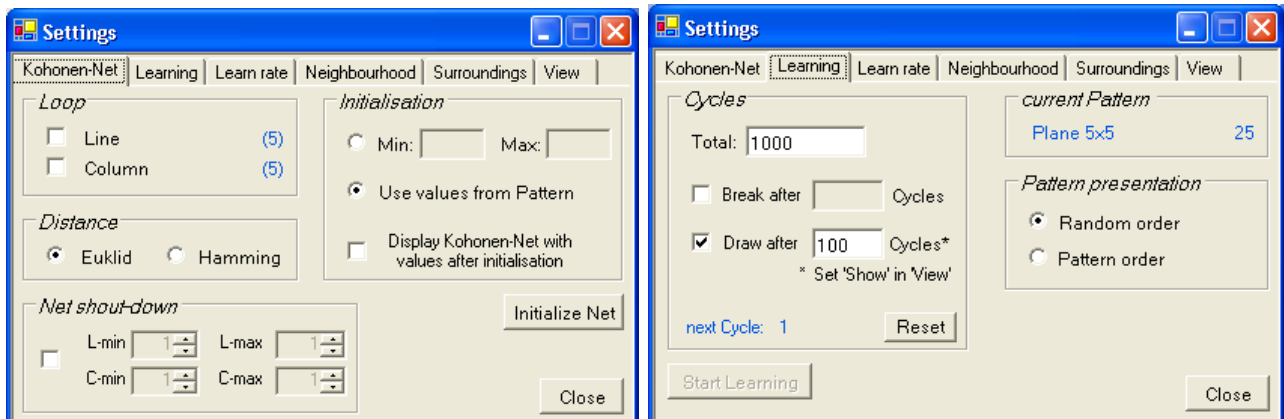 Settings
Kohonen-Net Learning Learn rate Neighbourhood Surroundings View
Loop
Line (5)
Column (5)
Distance
Euklid Hamming
Net shout-down
L-min 1 L-max 1
C-min 1 C-max 1
Initialisation
Min: Max:
Use values from Pattern
Display Kohonen-Net with
values after initialisation
Initialize Net
Close
Settings
Kohonen-Net Learning Learn rate Neighbourhood Surroundings View
Cycles
Total: 1000
Break after Cycles
Draw after 100 Cycles*
* Set 'Show' in 'View'
next Cycle: 1 Reset
Start Learning
current Pattern
Plane 5x5 25
Pattern presentation
Random order
Pattern order
Close